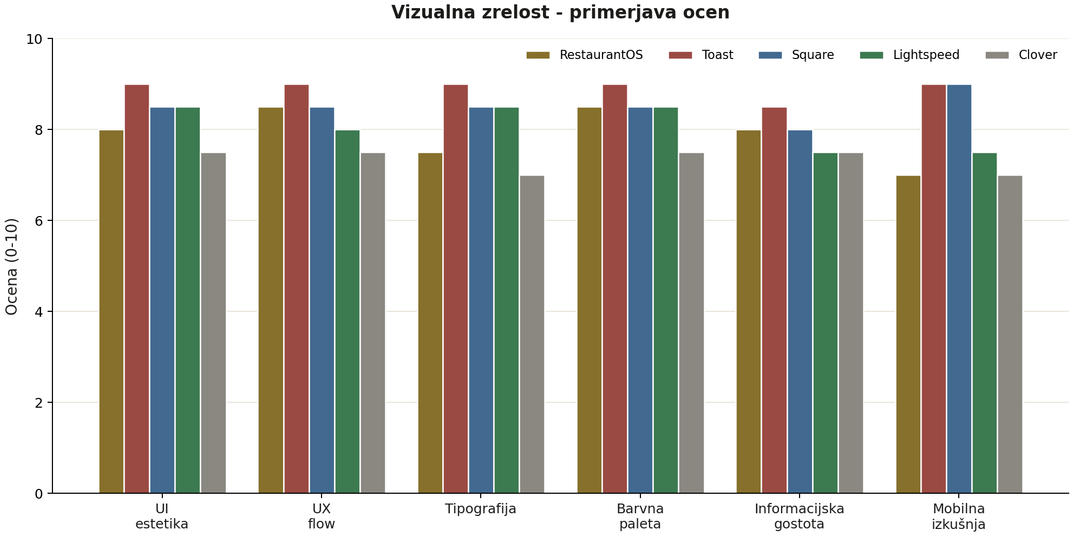 Vizualna zrelost - primerjava ocen
RestaurantOS
Toast
Square
Lightspeed
Clover
Ocena (0-10)
10
8
6
4
2
0
UI
estetika
UX
flow
Tipografija
Barvna
paleta
Informacijska
gostota
Mobilna
izkušnja